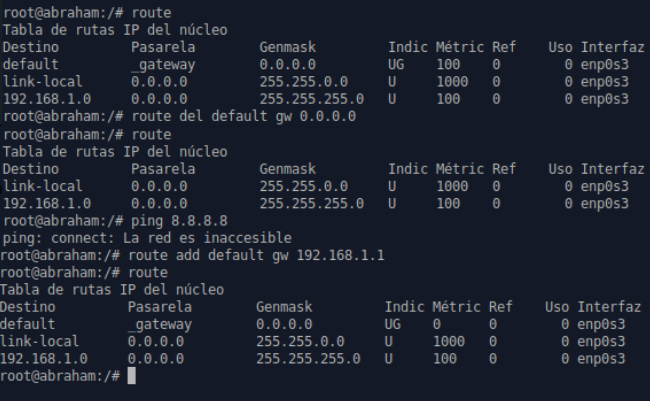 root@abraham:/# route
Tabla de rutas IP del núcleo
Destino Pasarela Genmask Indic Métric Ref Uso Interfaz
default _gateway 0.0.0.0 UG 100 0 0 enp0s3
link-local 0.0.0.0 255.255.0.0 U 1000 0 0 enp0s3
192.168.1.0 0.0.0.0 255.255.255.0 U 100 0 0 enp0s3
root@abraham:/# route del default gw 0.0.0.0
root@abraham:/# route
Tabla de rutas IP del núcleo
Destino Pasarela Genmask Indic Métric Ref Uso Interfaz
link-local 0.0.0.0 255.255.0.0 U 1000 0 0 enp0s3
192.168.1.0 0.0.0.0 255.255.255.0 U 100 0 0 enp0s3
root@abraham:/# ping 8.8.8.8
ping: connect: La red es inaccesible
root@abraham:/# route add default gw 192.168.1.1
root@abraham:/# route
Tabla de rutas IP del núcleo
Destino Pasarela Genmask Indic Métric Ref Uso Interfaz
default _gateway 0.0.0.0 UG 0 0 0 enp0s3
link-local 0.0.0.0 255.255.0.0 U 1000 0 0 enp0s3
192.168.1.0 0.0.0.0 255.255.255.0 U 100 0 0 enp0s3
root@abraham:/#